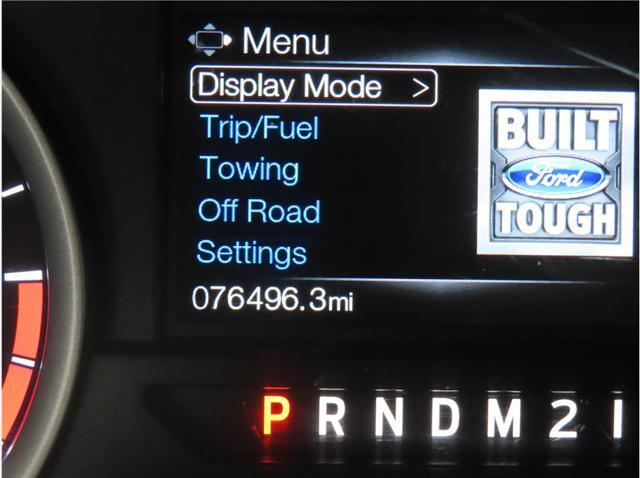 Menu
Display Mode >
Trip/Fuel
Towing
Off Road
Settings
076496.3mi
BUILT
Ford
TOUGH
P R N D M 2 1